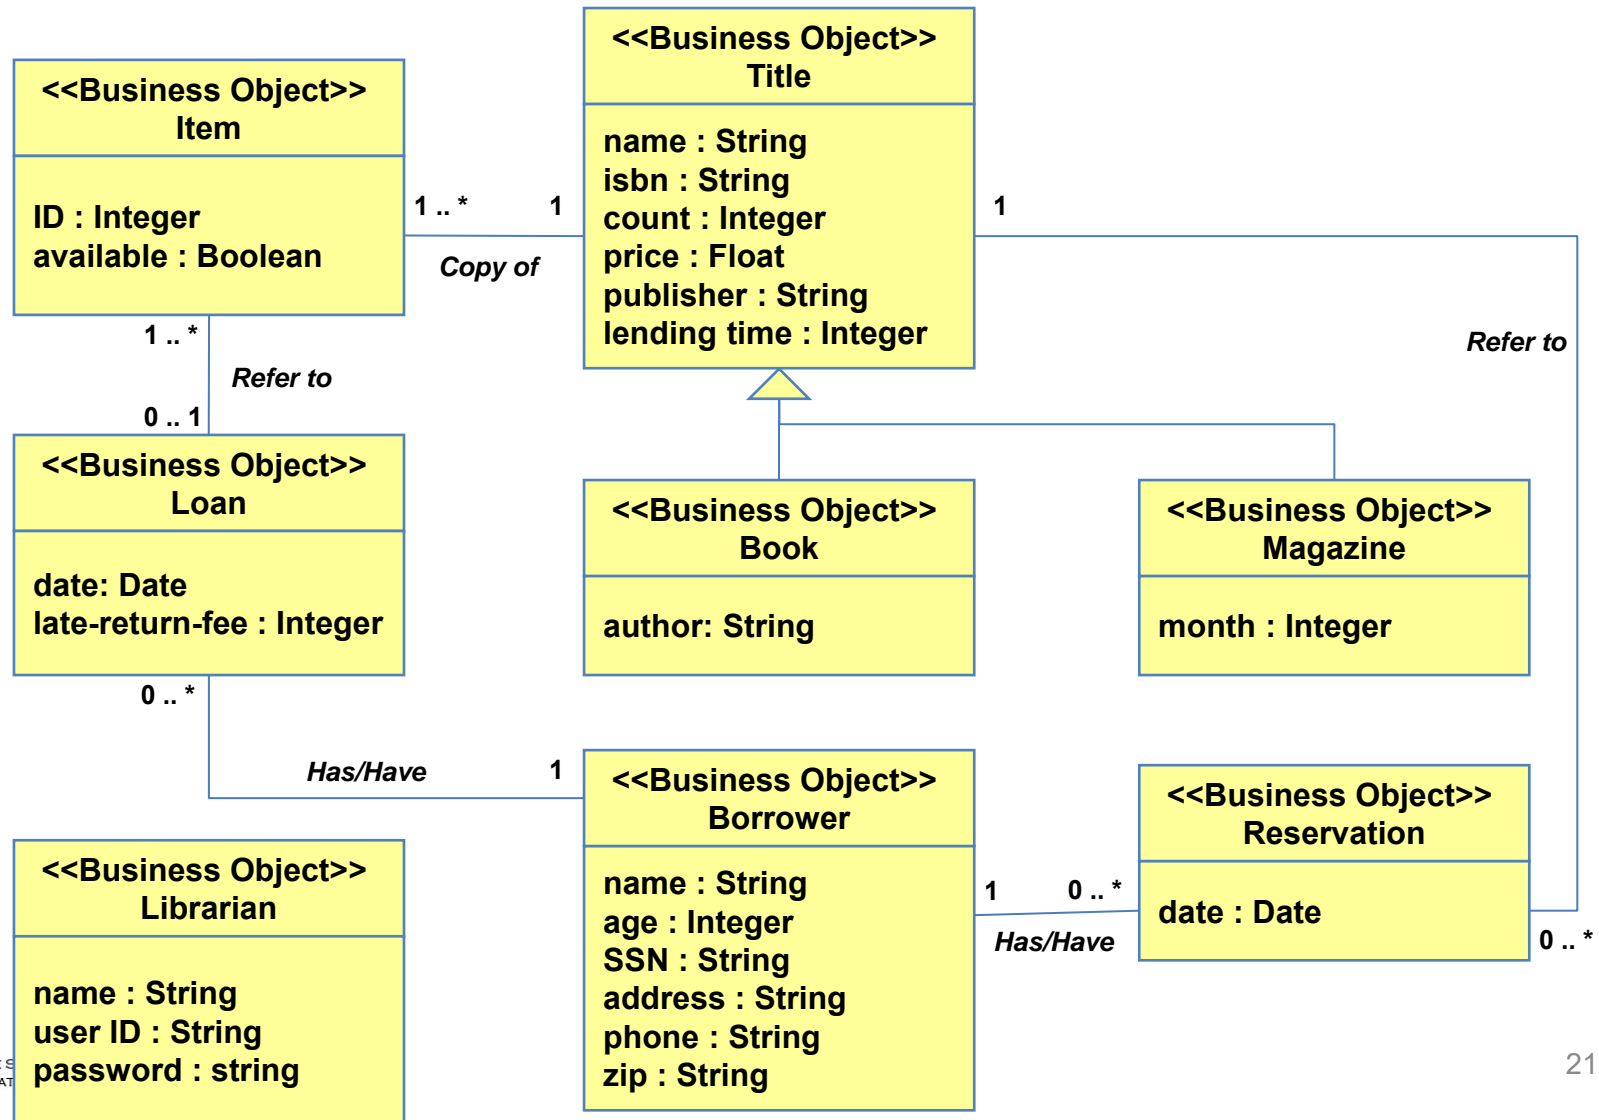 <<Business Object>>
Item
ID : Integer
available : Boolean
<<Business Object>>
Title
name : String
isbn : String
count : Integer
price : Float
publisher : String
lending time : Integer
1 .. *
1
Copy of
1
Refer to
1 .. *
Refer to
0 .. 1
<<Business Object>>
Loan
date: Date
late-return-fee : Integer
<<Business Object>>
Book
author: String
<<Business Object>>
Magazine
month : Integer
0 .. *
Has/Have
1
<<Business Object>>
Borrower
name : String
age : Integer
SSN : String
address : String
phone : String
zip : String
1
0 .. *
Has/Have
<<Business Object>>
Reservation
date : Date
0 .. *
<<Business Object>>
Librarian
name : String
user ID : String
password : string
21